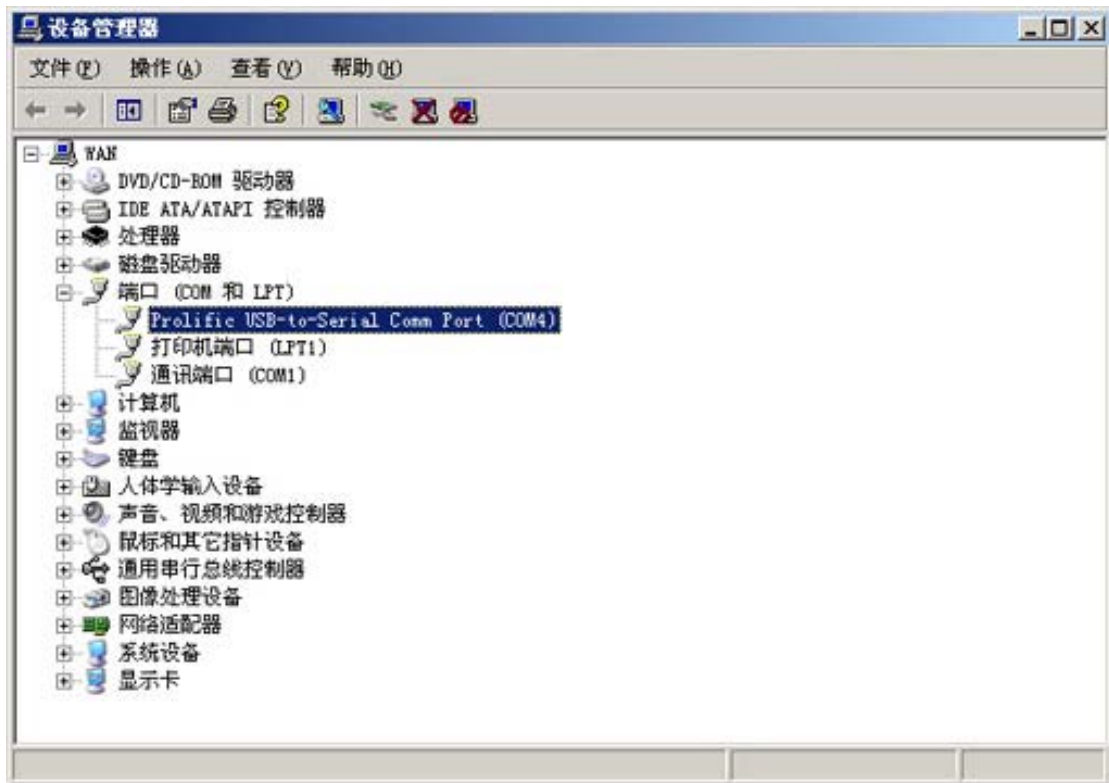 设备管理器
文件(F) 操作(A) 查看(V) 帮助(H)
WAN
DVD/CD-ROM 驱动器
IDE ATA/ATAPI 控制器
处理器
磁盘驱动器
端口 (COM 和 LPT)
Prolific USB-to-Serial Comm Port (COM4)
打印机端口 (LPT1)
通讯端口 (COM1)
计算机
监视器
键盘
人体学输入设备
声音、视频和游戏控制器
鼠标和其它指针设备
通用串行总线控制器
图像处理设备
网络适配器
系统设备
显示卡